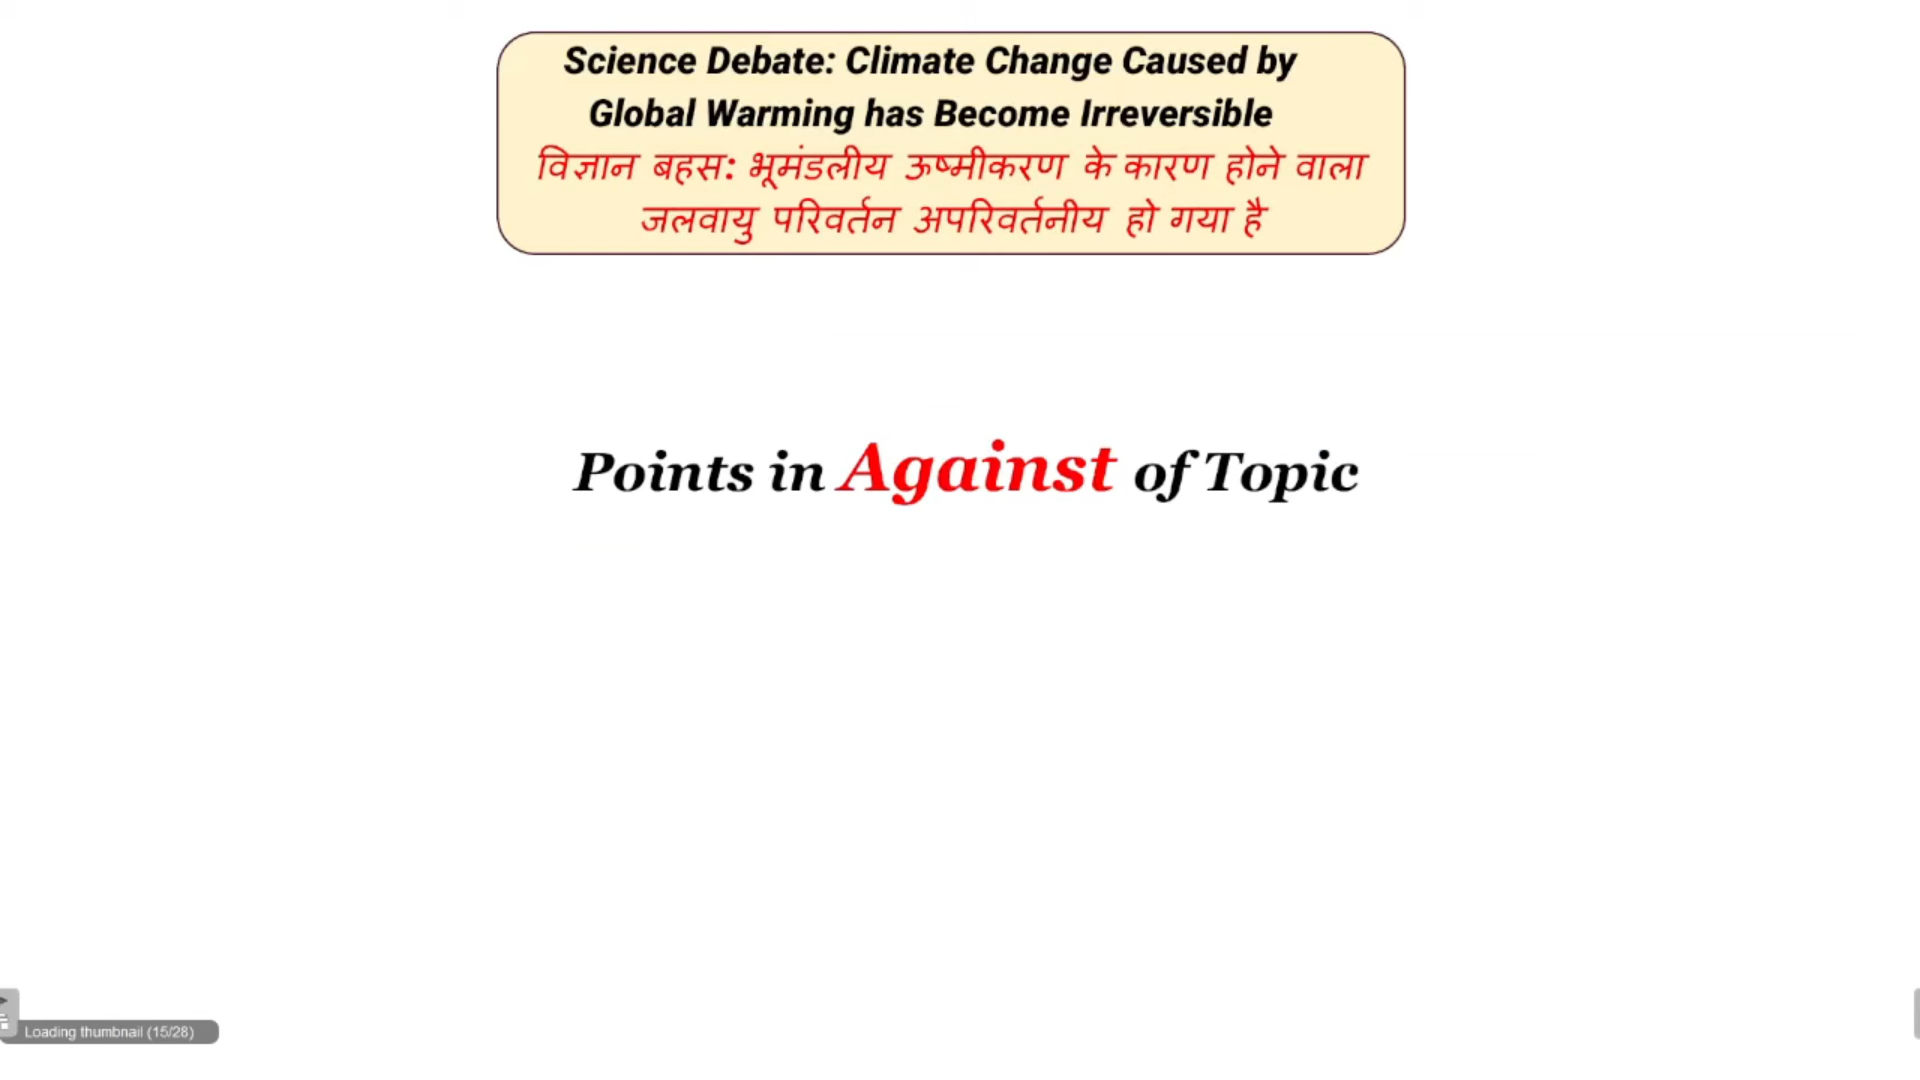 Science Debate: Climate Change Caused by
Global Warming has Become Irreversible
विज्ञान बहस: भूमंडलीय ऊष्मीकरण के कारण होने वाला
जलवायु परिवर्तन अपरिवर्तनीय हो गया है
Points in Against of Topic
Loading thumbnail (15/28)